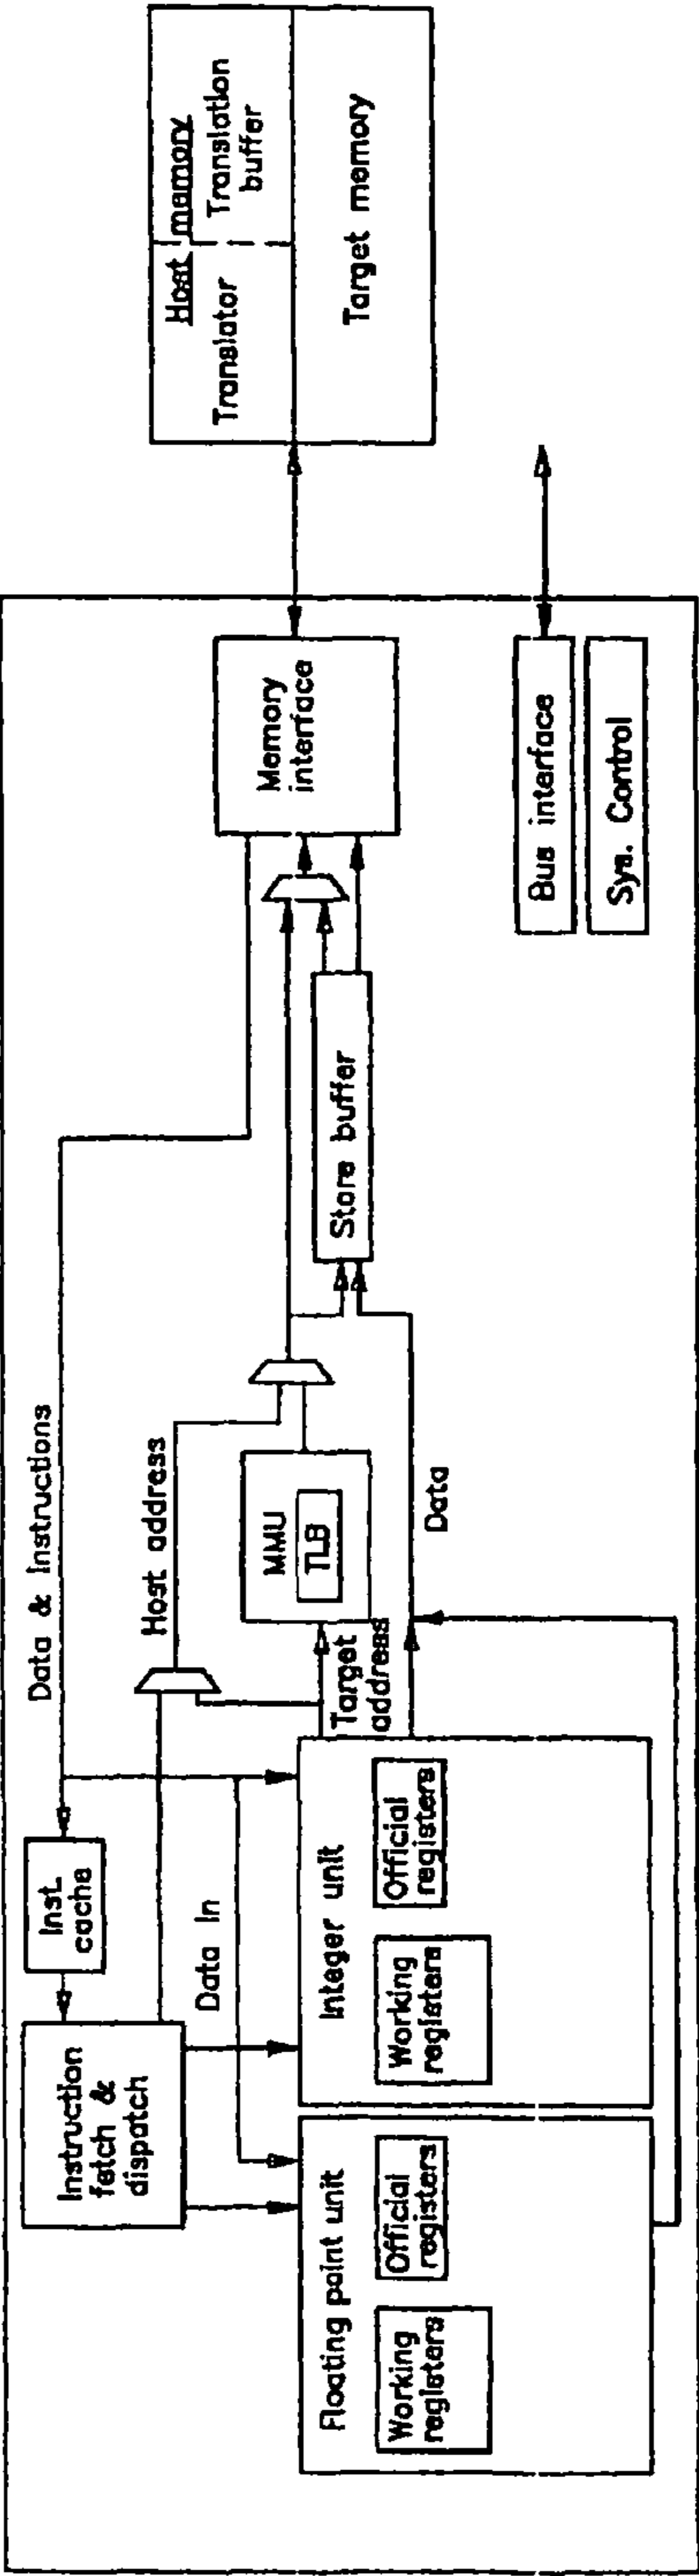 Data & Instructions
Inst.
cache
Instruction
fetch &
dispatch
Host address
Data In
Floating point unit
Working
registers
Official
registers
Integer unit
Working
registers
Official
registers
Target
address
MMU
TLB
Data
Store buffer
Memory
interface
Bus interface
Sys. Control
Host memory
Translator
Translation
buffer
Target memory